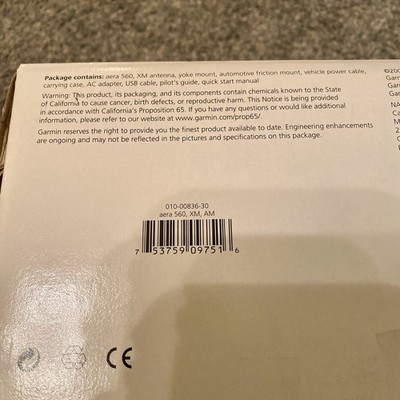 Package contains: aera 560, XM antenna, yoke mount, automotive friction mount, vehicle power cable,
carrying case, AC adapter, USB cable, pilot's guide, quick start manual
Warning: This product, its packaging, and its components contain chemicals known to the State
of California to cause cancer, birth defects, or reproductive harm. This Notice is being provided
in accordance with California's Proposition 65. If you have any questions or would like additional
information, please refer to our website at www.garmin.com/prop65/.
Garmin reserves the right to provide you the finest product available to date. Engineering enhancements
are ongoing and may not be reflected in the pictures and specifications on this package.
©200
Garm
Garm
Garm
010-00836-30
aera 560, XM, AM
7 53759 09751 6
CE